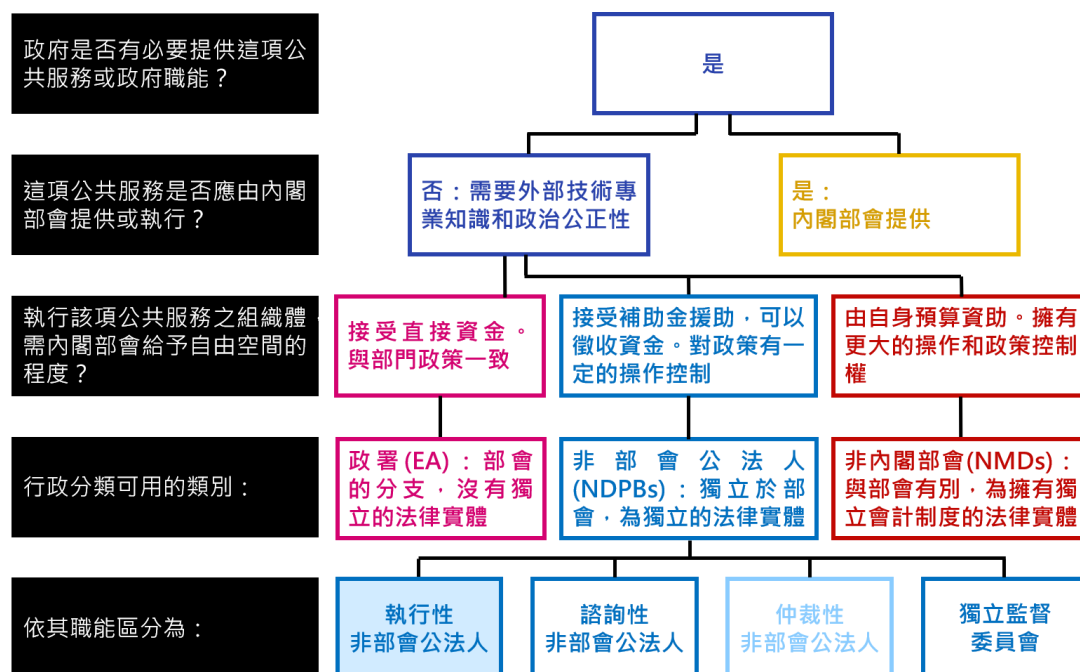 政府是否有必要提供這項公
共服務或政府職能？
是
這項公共服務是否應由內閣
部會提供或執行？
否：需要外部技術專
業知識和政治公正性
是：
內閣部會提供
執行該項公共服務之組織體，
需內閣部會給予自由空間的
程度？
接受直接資金。
與部門政策一致
接受補助金援助，可以
徵收資金。對政策有一
定的操作控制
由自身預算資助。擁有
更大的操作和政策控制
權
行政分類可用的類別：
政署(EA)：部會
的分支，沒有獨
立的法律實體
非部會公法人
(NDPBs)：獨立於部
會，為獨立的法律實體
非內閣部會(NMDs)：
與部會有別，為擁有獨
立會計制度的法律實體
依其職能區分為：
執行性
非部會公法人
諮詢性
非部會公法人
仲裁性
非部會公法人
獨立監督
委員會